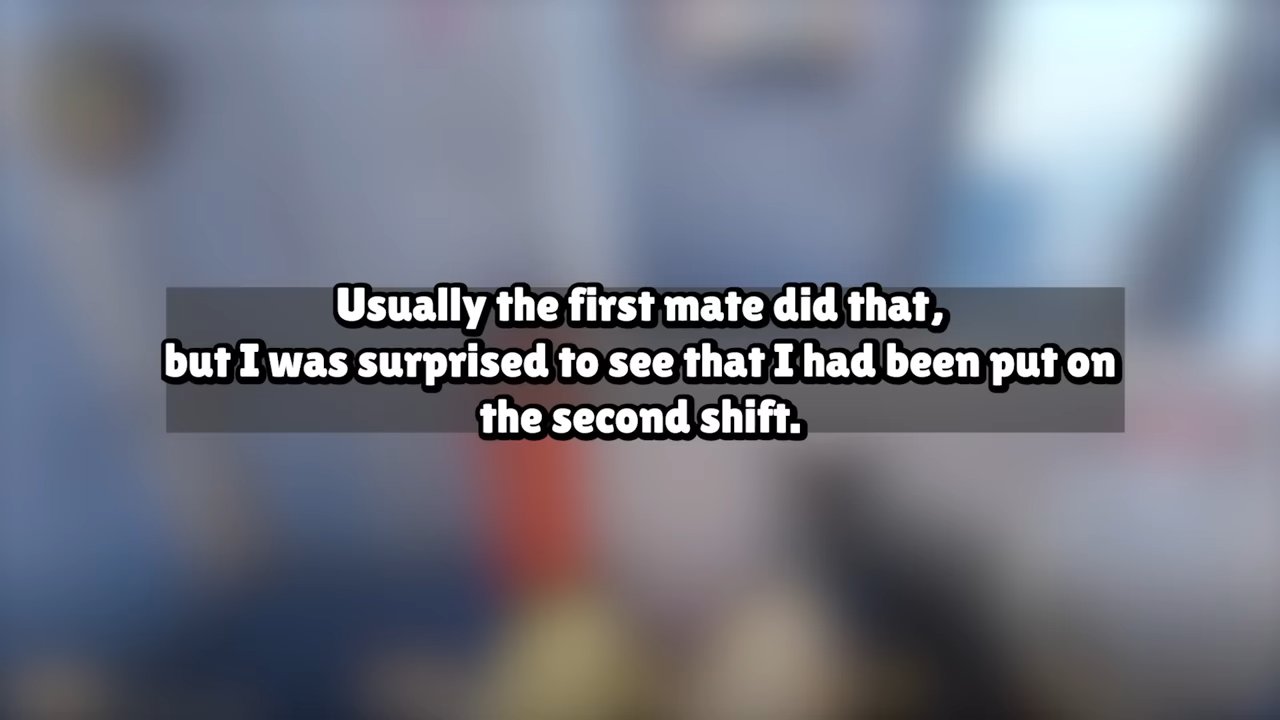 Usually the first mate did that,
but I was surprised to see that I had been put on
the second shift.